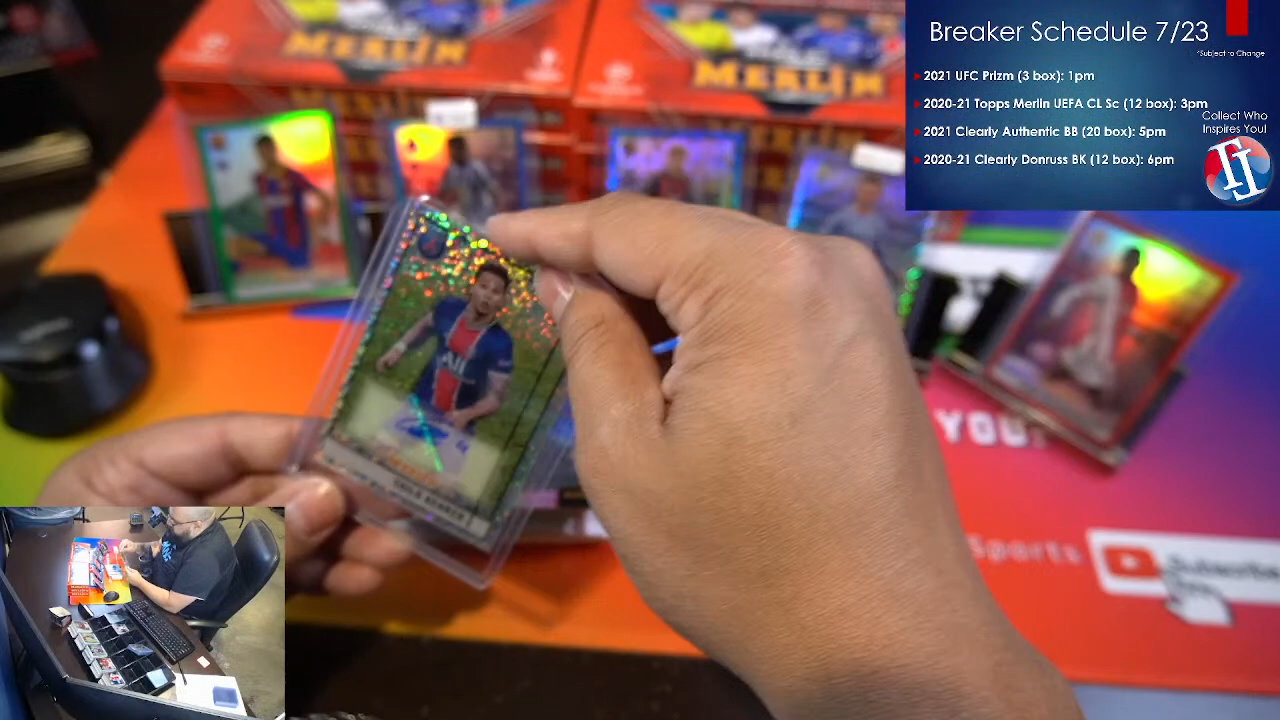 MERLIN
MERLIN
Breaker Schedule 7/23
*Subject to Change
2021 UFC Prizm (3 box): 1pm
2020-21 Topps Merlin UEFA CL Sc (12 box): 3pm
2021 Clearly Authentic BB (20 box): 5pm
2020-21 Clearly Donruss BK (12 box): 6pm
Collect Who
Inspires You!
YOU!
Sports
Subscribe